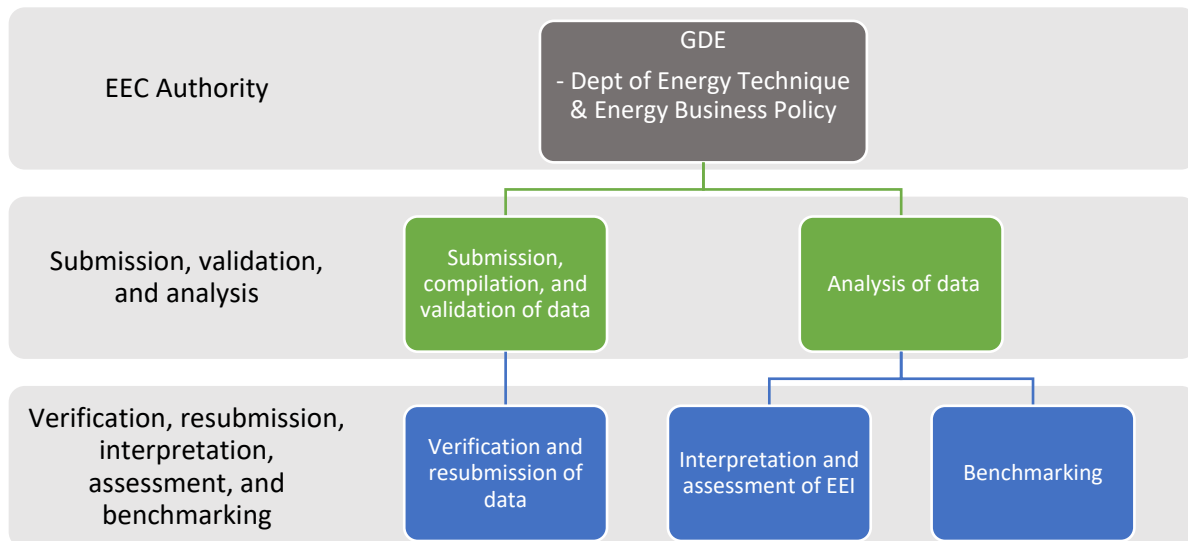 EEC Authority
GDE
- Dept of Energy Technique
& Energy Business Policy
Submission, validation,
and analysis
Submission,
compilation, and
validation of data
Analysis of data
Verification, resubmission,
interpretation,
assessment, and
benchmarking
Verification and
resubmission of
data
Interpretation and
assessment of EEI
Benchmarking